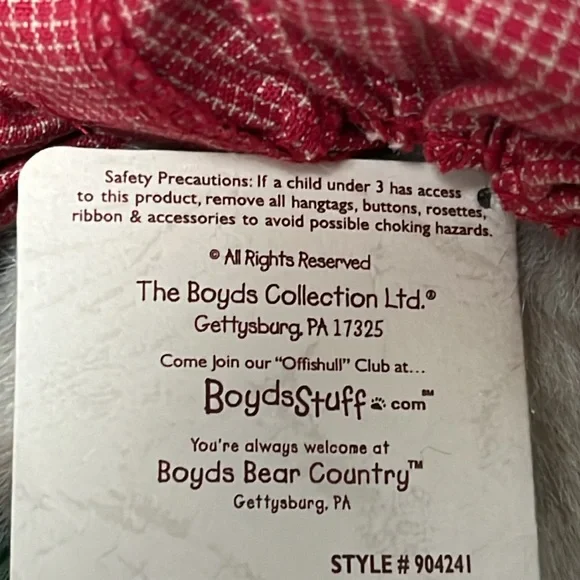 Safety Precautions: If a child under 3 has access
to this product, remove all hangtags, buttons, rosettes,
ribbon & accessories to avoid possible choking hazards.
© All Rights Reserved
The Boyds Collection Ltd.®
Gettysburg, PA 17325
Come Join our "Offishull" Club at...
BoydsStuff.com™
You're always welcome at
Boyds Bear Country™
Gettysburg, PA
STYLE # 904241